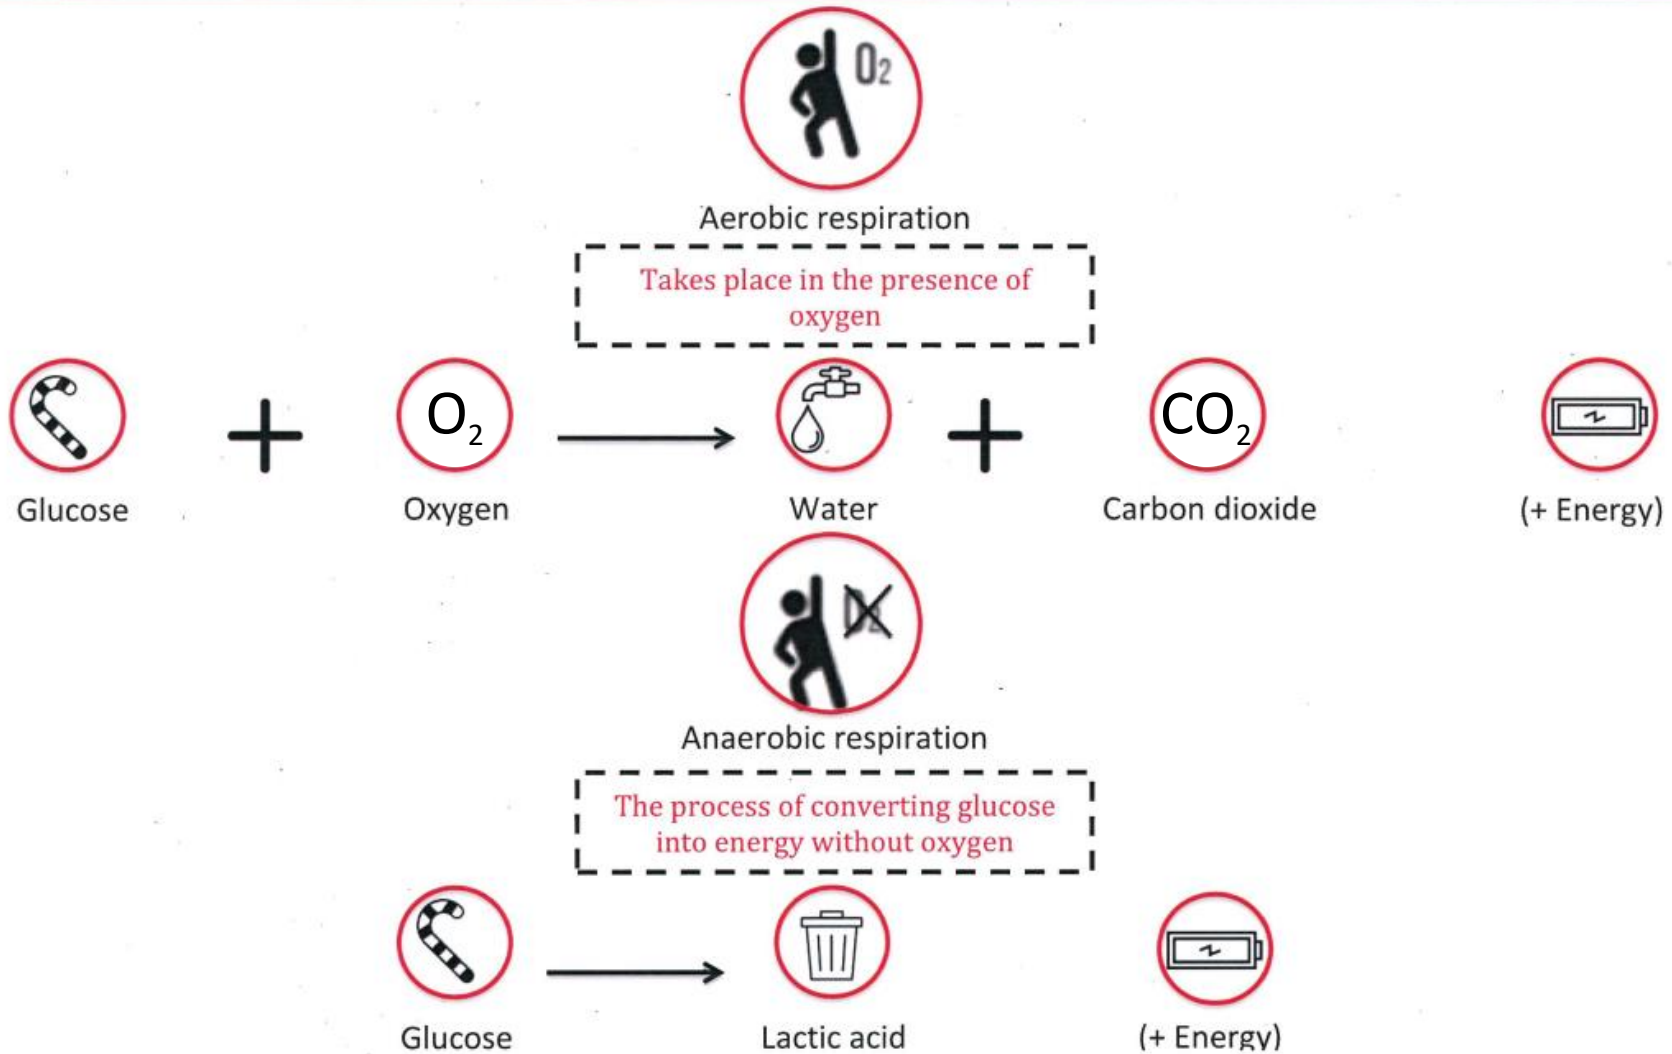 O2
Aerobic respiration
Takes place in the presence of
oxygen
O2
CO2
Glucose
Oxygen
Water
Carbon dioxide
(+ Energy)
O2
Anaerobic respiration
The process of converting glucose
into energy without oxygen
Glucose
Lactic acid
(+ Energy)